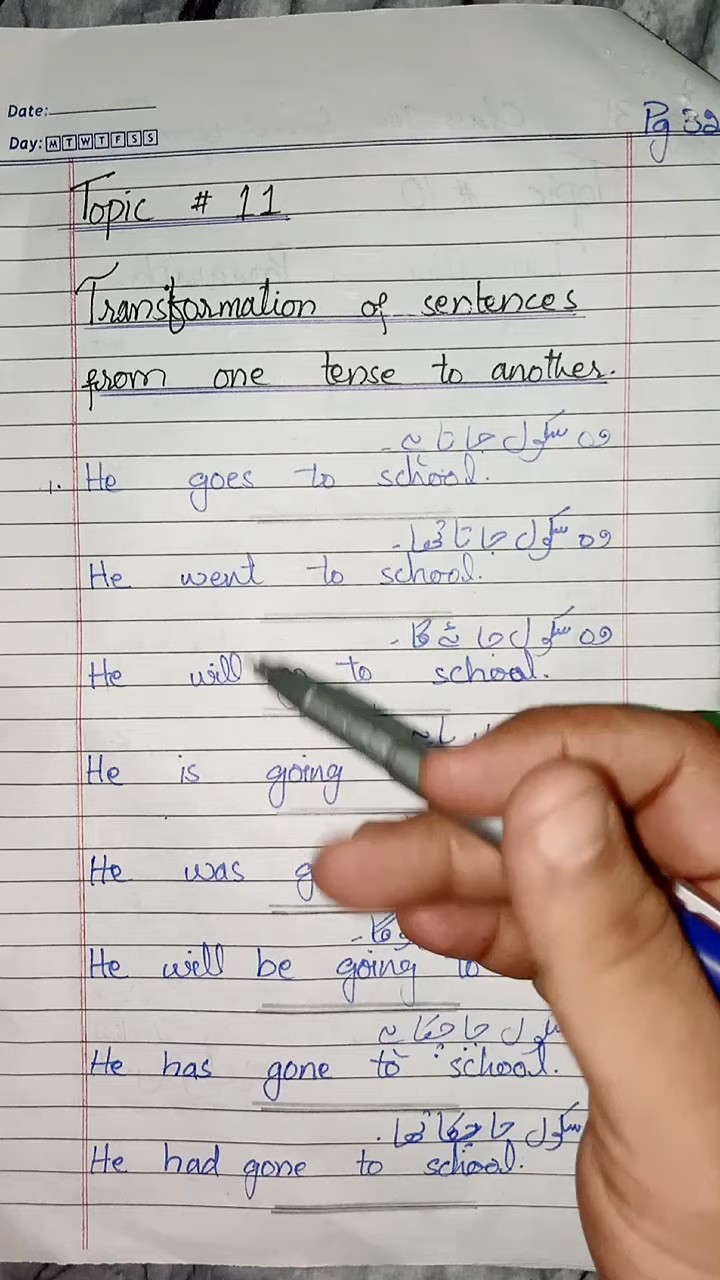 Date:
Day: M T W T F S S
Pg 32
Topic # 11
Transformation of sentences
from one tense to another.
وہ سکول جاتا ہے۔
1. He goes to school.
وہ سکول جاتا تھا۔
He went to school.
وہ سکول جائے گا۔
He will to school.
He is going
He was
He will be going to
سکول جا چکا ہے
He has gone to school.
سکول جا چکا تھا۔
He had gone to school.